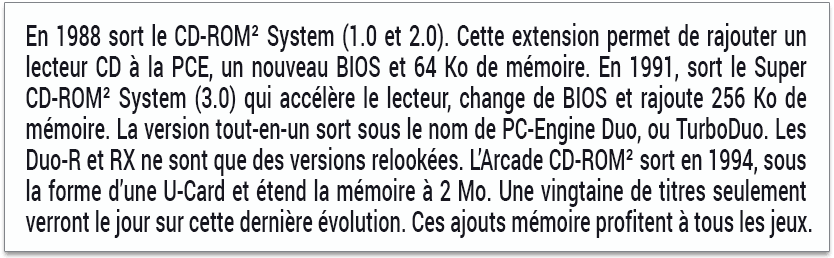 En 1988 sort le CD-ROM² System (1.0 et 2.0). Cette extension permet de rajouter un
lecteur CD à la PCE, un nouveau BIOS et 64 Ko de mémoire. En 1991, sort le Super
CD-ROM² System (3.0) qui accélère le lecteur, change de BIOS et rajoute 256 Ko de
mémoire. La version tout-en-un sort sous le nom de PC-Engine Duo, ou TurboDuo. Les
Duo-R et RX ne sont que des versions relookées. L’Arcade CD-ROM² sort en 1994, sous
la forme d’une U-Card et étend la mémoire à 2 Mo. Une vingtaine de titres seulement
verront le jour sur cette dernière évolution. Ces ajouts mémoire profitent à tous les jeux.